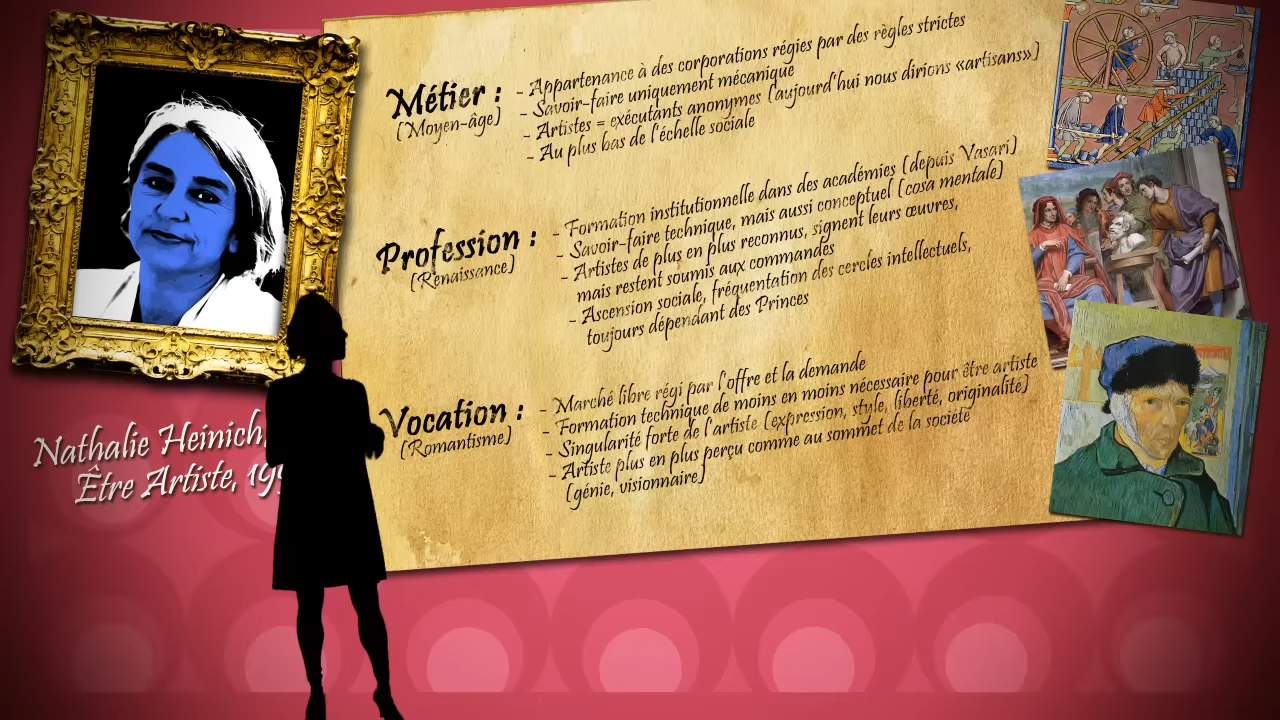 Métier :
(Moyen-âge)
- Appartenance à des corporations régies par des règles strictes
- Savoir-faire uniquement mécanique
- Artistes = exécutants anonymes (aujourd'hui nous dirions «artisans»)
- Au plus bas de l'échelle sociale
Profession :
(Renaissance)
- Formation institutionnelle dans des académies (depuis Vasari)
- Savoir-faire technique, mais aussi conceptuel (cosa mentale)
- Artistes de plus en plus reconnus, signent leurs œuvres,
mais restent soumis aux commandes
- Ascension sociale, fréquentation des cercles intellectuels,
toujours dépendant des Princes
Vocation :
(Romantisme)
- Marché libre régi par l'offre et la demande
- Formation technique de moins en moins nécessaire pour être artiste
- Singularité forte de l'artiste (expression, style, liberté, originalité)
- Artiste plus en plus perçu comme au sommet de la société
(génie, visionnaire)
Nathalie Heinich,
Être Artiste,